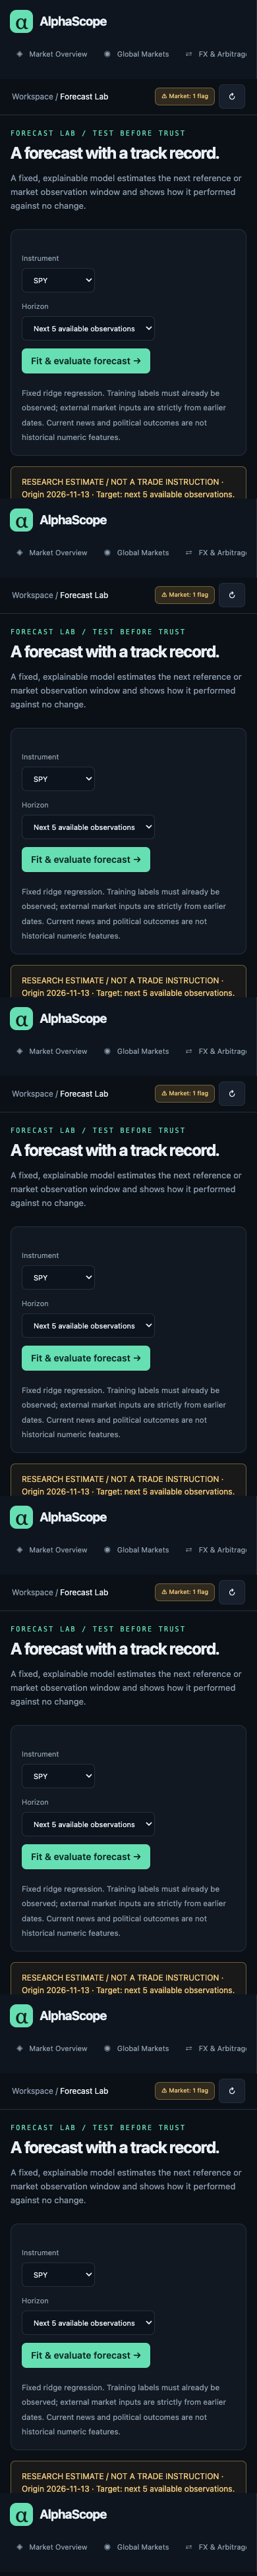 α AlphaScope
Market Overview Global Markets FX & Arbitrage
Workspace / Forecast Lab ⚠ Market: 1 flag ↻
FORECAST LAB / TEST BEFORE TRUST
A forecast with a track record.
A fixed, explainable model estimates the next reference or
market observation window and shows how it performed
against no change.
Instrument
SPY
Horizon
Next 5 available observations
Fit & evaluate forecast →
Fixed ridge regression. Training labels must already be
observed; external market inputs are strictly from earlier
dates. Current news and political outcomes are not
historical numeric features.
RESEARCH ESTIMATE / NOT A TRADE INSTRUCTION ·
Origin 2026-11-13 · Target: next 5 available observations.
α AlphaScope
Market Overview Global Markets FX & Arbitrage
Workspace / Forecast Lab ⚠ Market: 1 flag ↻
FORECAST LAB / TEST BEFORE TRUST
A forecast with a track record.
A fixed, explainable model estimates the next reference or
market observation window and shows how it performed
against no change.
Instrument
SPY
Horizon
Next 5 available observations
Fit & evaluate forecast →
Fixed ridge regression. Training labels must already be
observed; external market inputs are strictly from earlier
dates. Current news and political outcomes are not
historical numeric features.
RESEARCH ESTIMATE / NOT A TRADE INSTRUCTION ·
Origin 2026-11-13 · Target: next 5 available observations.
α AlphaScope
Market Overview Global Markets FX & Arbitrage
Workspace / Forecast Lab ⚠ Market: 1 flag ↻
FORECAST LAB / TEST BEFORE TRUST
A forecast with a track record.
A fixed, explainable model estimates the next reference or
market observation window and shows how it performed
against no change.
Instrument
SPY
Horizon
Next 5 available observations
Fit & evaluate forecast →
Fixed ridge regression. Training labels must already be
observed; external market inputs are strictly from earlier
dates. Current news and political outcomes are not
historical numeric features.
RESEARCH ESTIMATE / NOT A TRADE INSTRUCTION ·
Origin 2026-11-13 · Target: next 5 available observations.
α AlphaScope
Market Overview Global Markets FX & Arbitrage
Workspace / Forecast Lab ⚠ Market: 1 flag ↻
FORECAST LAB / TEST BEFORE TRUST
A forecast with a track record.
A fixed, explainable model estimates the next reference or
market observation window and shows how it performed
against no change.
Instrument
SPY
Horizon
Next 5 available observations
Fit & evaluate forecast →
Fixed ridge regression. Training labels must already be
observed; external market inputs are strictly from earlier
dates. Current news and political outcomes are not
historical numeric features.
RESEARCH ESTIMATE / NOT A TRADE INSTRUCTION ·
Origin 2026-11-13 · Target: next 5 available observations.
α AlphaScope
Market Overview Global Markets FX & Arbitrage
Workspace / Forecast Lab ⚠ Market: 1 flag ↻
FORECAST LAB / TEST BEFORE TRUST
A forecast with a track record.
A fixed, explainable model estimates the next reference or
market observation window and shows how it performed
against no change.
Instrument
SPY
Horizon
Next 5 available observations
Fit & evaluate forecast →
Fixed ridge regression. Training labels must already be
observed; external market inputs are strictly from earlier
dates. Current news and political outcomes are not
historical numeric features.
RESEARCH ESTIMATE / NOT A TRADE INSTRUCTION ·
Origin 2026-11-13 · Target: next 5 available observations.
α AlphaScope
Market Overview Global Markets FX & Arbitrage